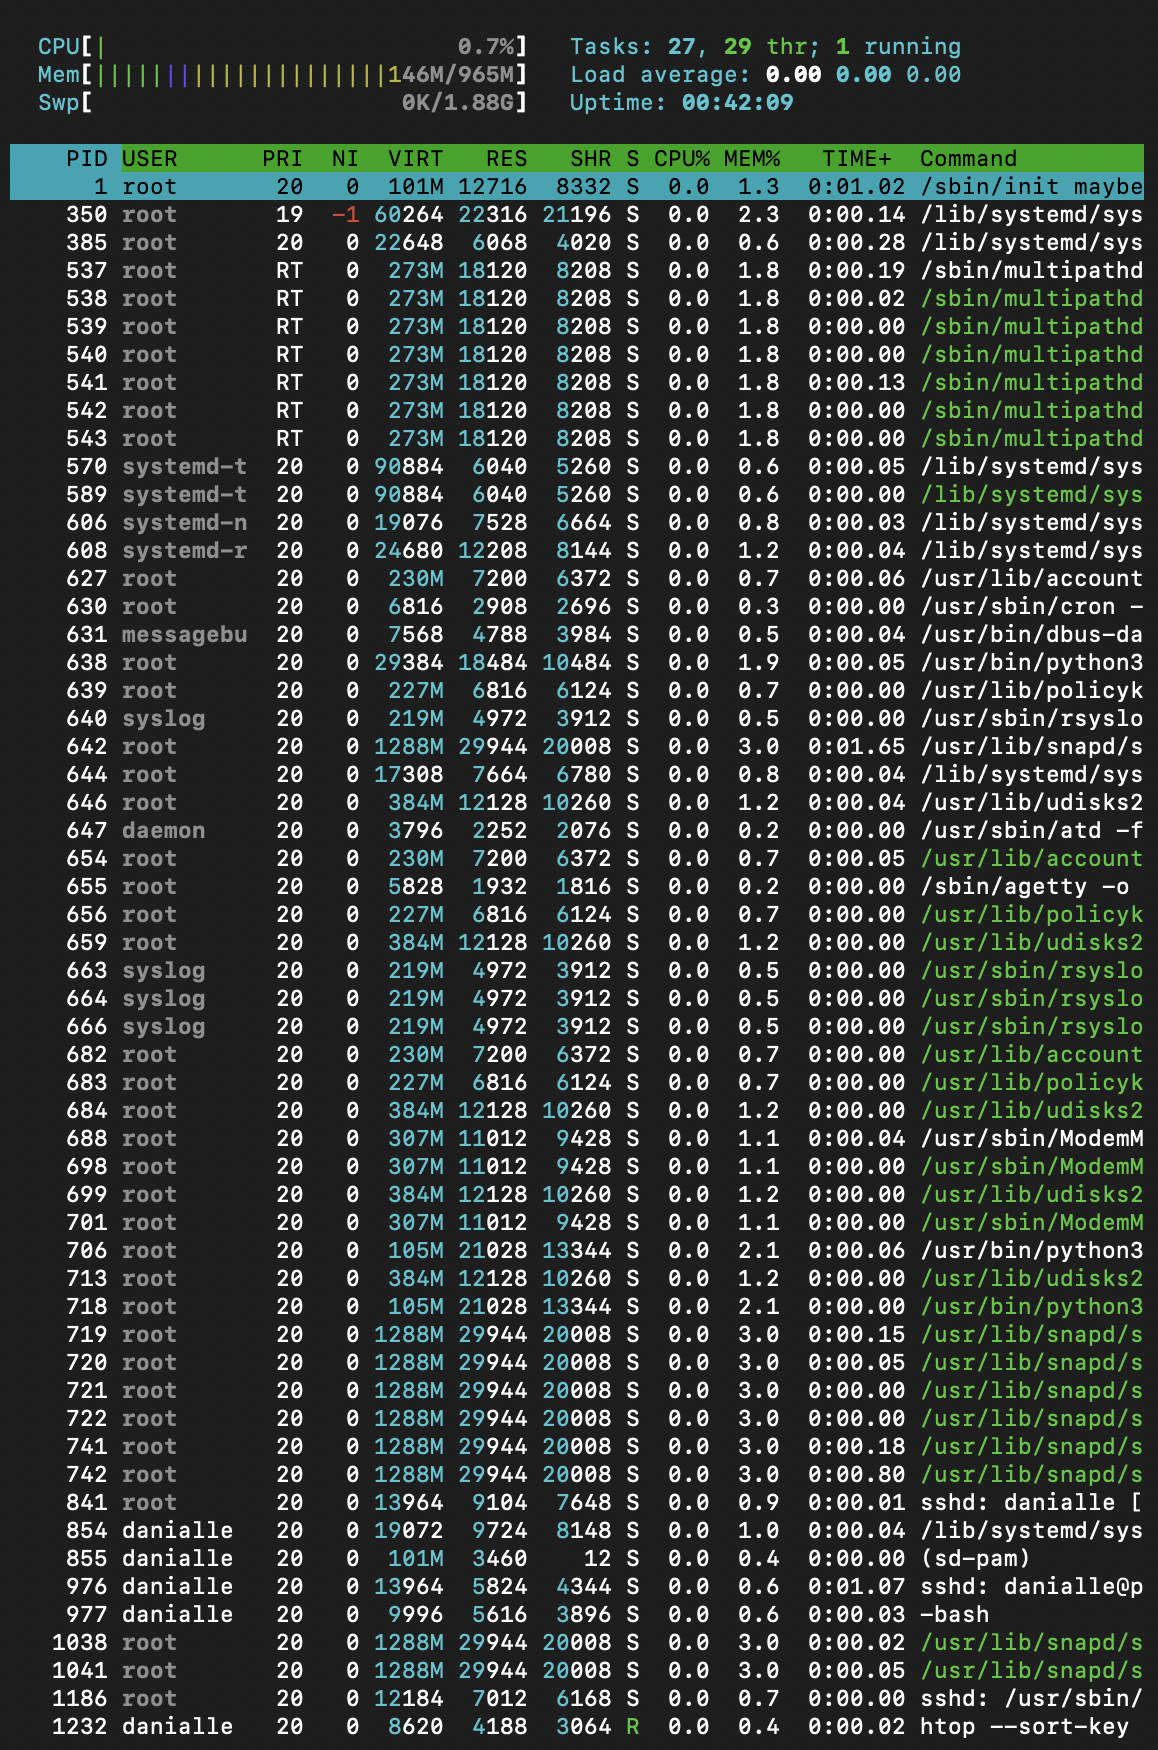 CPU[| 0.7%] Tasks: 27, 29 thr; 1 running
Mem[|||||||||||||||||||||146M/965M] Load average: 0.00 0.00 0.00
Swp[ 0K/1.88G] Uptime: 00:42:09
PID USER PRI NI VIRT RES SHR S CPU% MEM% TIME+ Command
1 root 20 0 101M 12716 8332 S 0.0 1.3 0:01.02 /sbin/init maybe
350 root 19 -1 60264 22316 21196 S 0.0 2.3 0:00.14 /lib/systemd/sys
385 root 20 0 22648 6068 4020 S 0.0 0.6 0:00.28 /lib/systemd/sys
537 root RT 0 273M 18120 8208 S 0.0 1.8 0:00.19 /sbin/multipathd
538 root RT 0 273M 18120 8208 S 0.0 1.8 0:00.02 /sbin/multipathd
539 root RT 0 273M 18120 8208 S 0.0 1.8 0:00.00 /sbin/multipathd
540 root RT 0 273M 18120 8208 S 0.0 1.8 0:00.00 /sbin/multipathd
541 root RT 0 273M 18120 8208 S 0.0 1.8 0:00.13 /sbin/multipathd
542 root RT 0 273M 18120 8208 S 0.0 1.8 0:00.00 /sbin/multipathd
543 root RT 0 273M 18120 8208 S 0.0 1.8 0:00.00 /sbin/multipathd
570 systemd-t 20 0 90884 6040 5260 S 0.0 0.6 0:00.05 /lib/systemd/sys
589 systemd-t 20 0 90884 6040 5260 S 0.0 0.6 0:00.00 /lib/systemd/sys
606 systemd-n 20 0 19076 7528 6664 S 0.0 0.8 0:00.03 /lib/systemd/sys
608 systemd-r 20 0 24680 12208 8144 S 0.0 1.2 0:00.04 /lib/systemd/sys
627 root 20 0 230M 7200 6372 S 0.0 0.7 0:00.06 /usr/lib/account
630 root 20 0 6816 2908 2696 S 0.0 0.3 0:00.00 /usr/sbin/cron -
631 messagebu 20 0 7568 4788 3984 S 0.0 0.5 0:00.04 /usr/bin/dbus-da
638 root 20 0 29384 18484 10484 S 0.0 1.9 0:00.05 /usr/bin/python3
639 root 20 0 227M 6816 6124 S 0.0 0.7 0:00.00 /usr/lib/policyk
640 syslog 20 0 219M 4972 3912 S 0.0 0.5 0:00.00 /usr/sbin/rsyslo
642 root 20 0 1288M 29944 20008 S 0.0 3.0 0:01.65 /usr/lib/snapd/s
644 root 20 0 17308 7664 6780 S 0.0 0.8 0:00.04 /lib/systemd/sys
646 root 20 0 384M 12128 10260 S 0.0 1.2 0:00.04 /usr/lib/udisks2
647 daemon 20 0 3796 2252 2076 S 0.0 0.2 0:00.00 /usr/sbin/atd -f
654 root 20 0 230M 7200 6372 S 0.0 0.7 0:00.05 /usr/lib/account
655 root 20 0 5828 1932 1816 S 0.0 0.2 0:00.00 /sbin/agetty -o
656 root 20 0 227M 6816 6124 S 0.0 0.7 0:00.00 /usr/lib/policyk
659 root 20 0 384M 12128 10260 S 0.0 1.2 0:00.00 /usr/lib/udisks2
663 syslog 20 0 219M 4972 3912 S 0.0 0.5 0:00.00 /usr/sbin/rsyslo
664 syslog 20 0 219M 4972 3912 S 0.0 0.5 0:00.00 /usr/sbin/rsyslo
666 syslog 20 0 219M 4972 3912 S 0.0 0.5 0:00.00 /usr/sbin/rsyslo
682 root 20 0 230M 7200 6372 S 0.0 0.7 0:00.00 /usr/lib/account
683 root 20 0 227M 6816 6124 S 0.0 0.7 0:00.00 /usr/lib/policyk
684 root 20 0 384M 12128 10260 S 0.0 1.2 0:00.00 /usr/lib/udisks2
688 root 20 0 307M 11012 9428 S 0.0 1.1 0:00.04 /usr/sbin/ModemM
698 root 20 0 307M 11012 9428 S 0.0 1.1 0:00.00 /usr/sbin/ModemM
699 root 20 0 384M 12128 10260 S 0.0 1.2 0:00.00 /usr/lib/udisks2
701 root 20 0 307M 11012 9428 S 0.0 1.1 0:00.00 /usr/sbin/ModemM
706 root 20 0 105M 21028 13344 S 0.0 2.1 0:00.06 /usr/bin/python3
713 root 20 0 384M 12128 10260 S 0.0 1.2 0:00.00 /usr/lib/udisks2
718 root 20 0 105M 21028 13344 S 0.0 2.1 0:00.00 /usr/bin/python3
719 root 20 0 1288M 29944 20008 S 0.0 3.0 0:00.15 /usr/lib/snapd/s
720 root 20 0 1288M 29944 20008 S 0.0 3.0 0:00.05 /usr/lib/snapd/s
721 root 20 0 1288M 29944 20008 S 0.0 3.0 0:00.00 /usr/lib/snapd/s
722 root 20 0 1288M 29944 20008 S 0.0 3.0 0:00.00 /usr/lib/snapd/s
741 root 20 0 1288M 29944 20008 S 0.0 3.0 0:00.18 /usr/lib/snapd/s
742 root 20 0 1288M 29944 20008 S 0.0 3.0 0:00.80 /usr/lib/snapd/s
841 root 20 0 13964 9104 7648 S 0.0 0.9 0:00.01 sshd: danialle [
854 danialle 20 0 19072 9724 8148 S 0.0 1.0 0:00.04 /lib/systemd/sys
855 danialle 20 0 101M 3460 12 S 0.0 0.4 0:00.00 (sd-pam)
976 danialle 20 0 13964 5824 4344 S 0.0 0.6 0:01.07 sshd: danialle@p
977 danialle 20 0 9996 5616 3896 S 0.0 0.6 0:00.03 -bash
1038 root 20 0 1288M 29944 20008 S 0.0 3.0 0:00.02 /usr/lib/snapd/s
1041 root 20 0 1288M 29944 20008 S 0.0 3.0 0:00.05 /usr/lib/snapd/s
1186 root 20 0 12184 7012 6168 S 0.0 0.7 0:00.00 sshd: /usr/sbin/
1232 danialle 20 0 8620 4188 3064 R 0.0 0.4 0:00.02 htop --sort-key